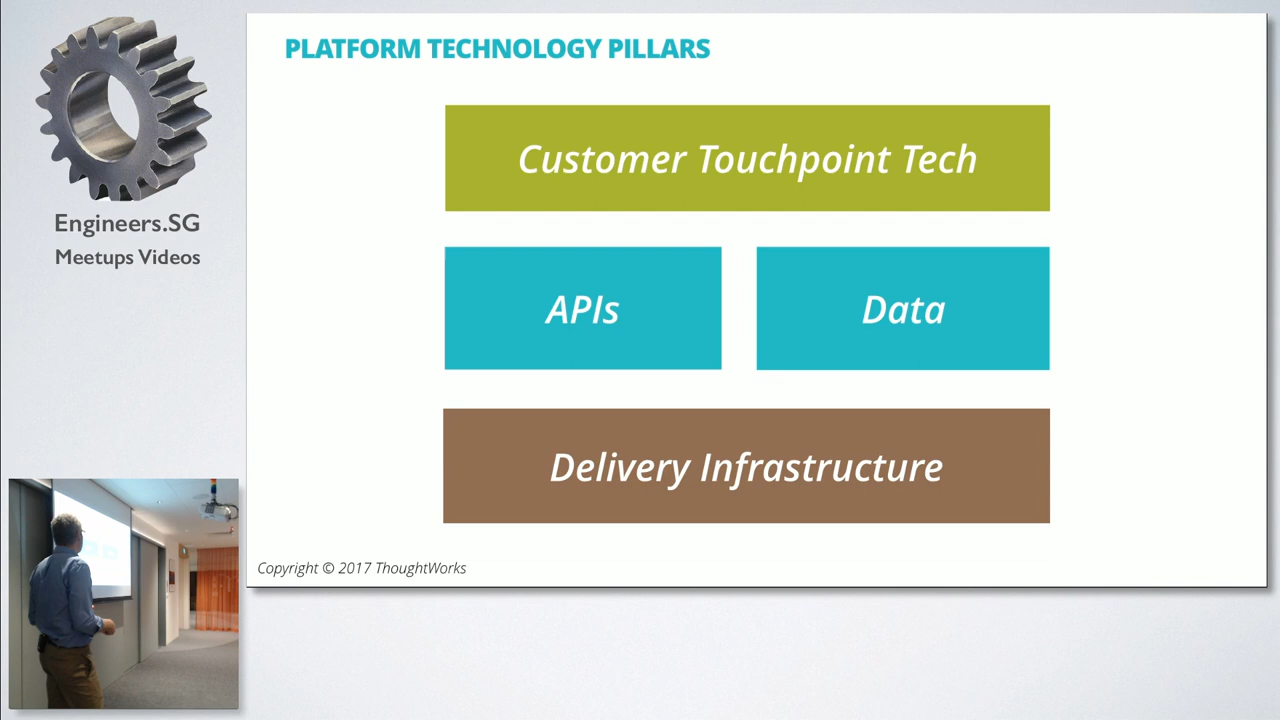 Engineers.SG
Meetups Videos
PLATFORM TECHNOLOGY PILLARS
Customer Touchpoint Tech
APIs
Data
Delivery Infrastructure
Copyright © 2017 ThoughtWorks